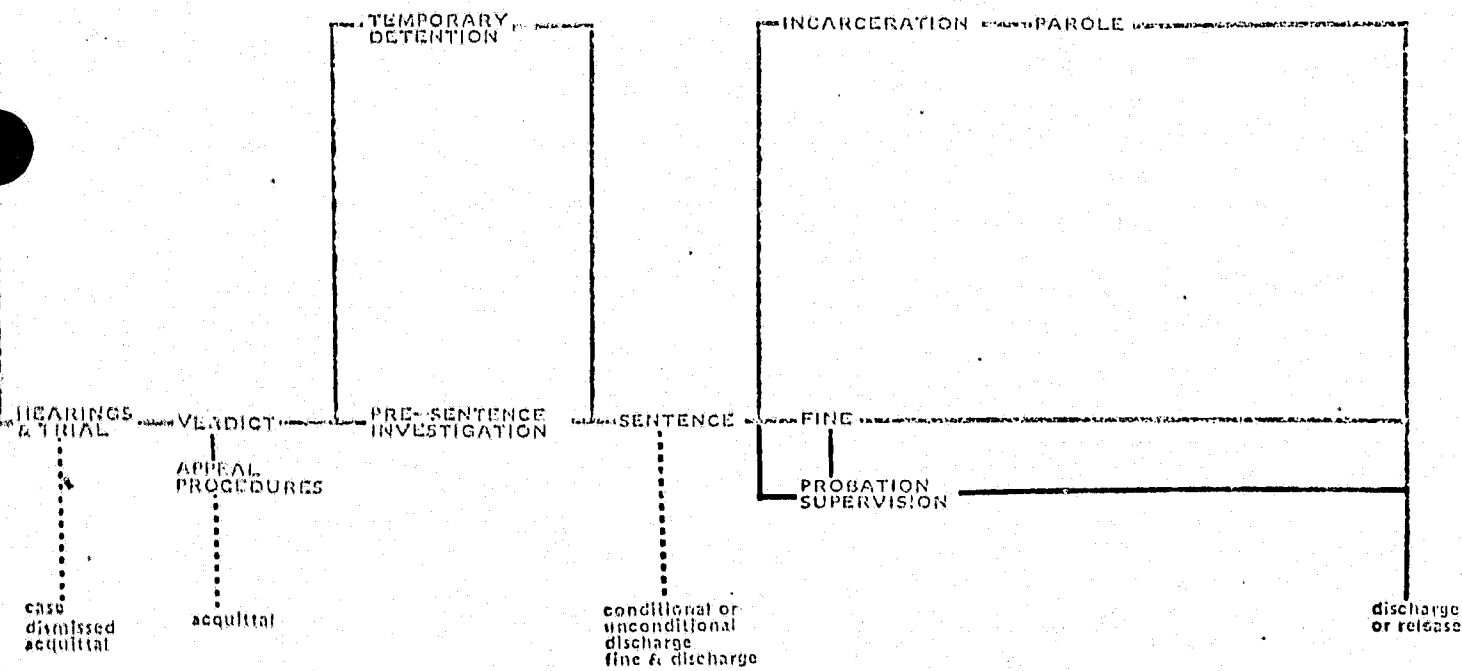 TEMPORARY
DETENTION
INCARCERATION
PAROLE
HEARINGS
& TRIAL
VERDICT
PRE-SENTENCE
INVESTIGATION
SENTENCE
FINE
APPEAL
PROCEDURES
PROBATION
SUPERVISION
case
dismissed
acquittal
acquittal
conditional or
unconditional
discharge
fine & discharge
discharge
or release